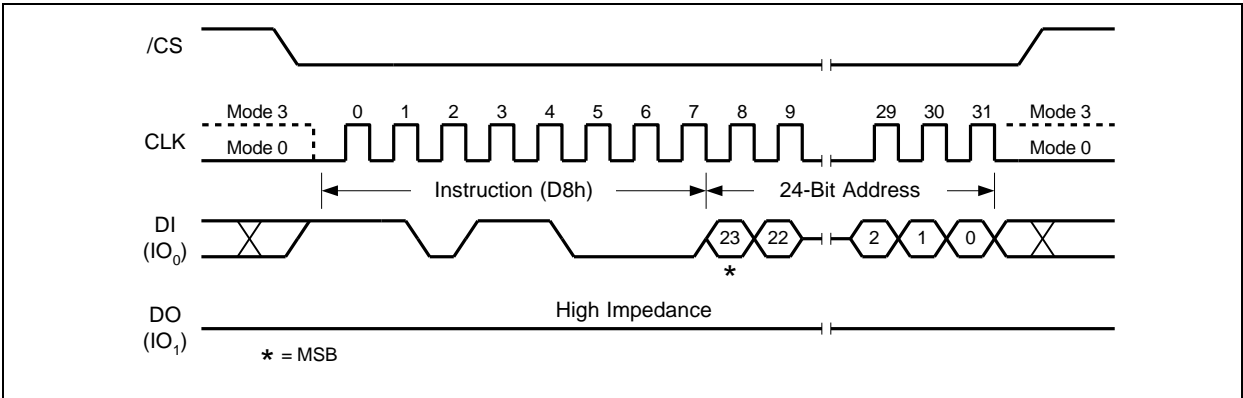 /CS
Mode 3 0 1 2 3 4 5 6 7 8 9 29 30 31 Mode 3
CLK
Mode 0 Mode 0
Instruction (D8h) 24-Bit Address
DI
(IO0)
23 22 2 1 0
*
High Impedance
DO
(IO1)
* = MSB